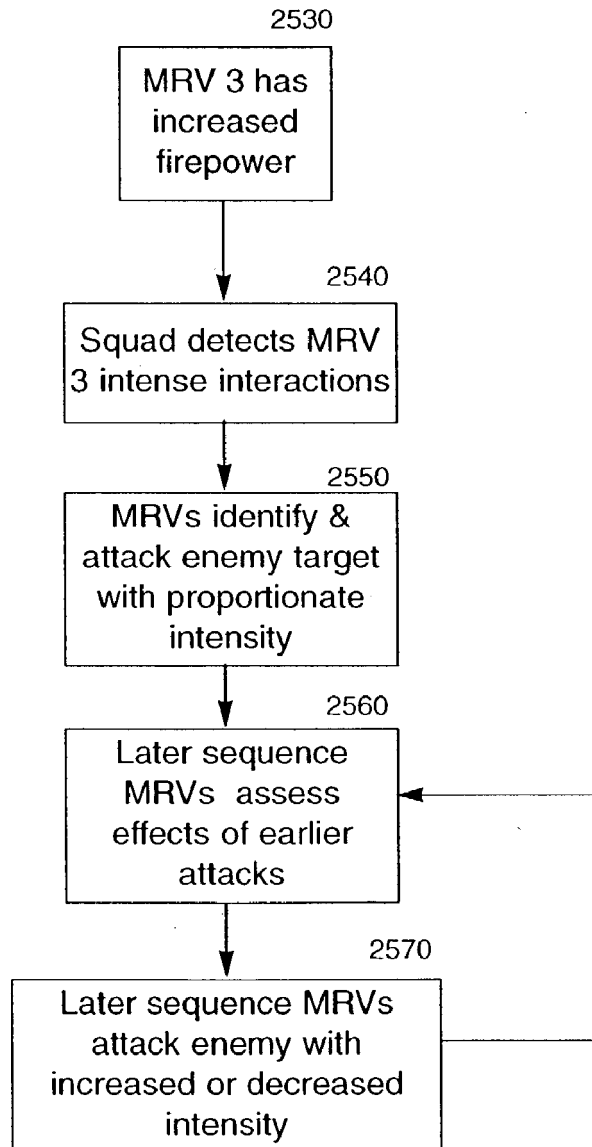 2530
MRV 3 has
increased
firepower
2540
Squad detects MRV
3 intense interactions
2550
MRVs identify &
attack enemy target
with proportionate
intensity
2560
Later sequence
MRVs assess
effects of earlier
attacks
2570
Later sequence MRVs
attack enemy with
increased or decreased
intensity